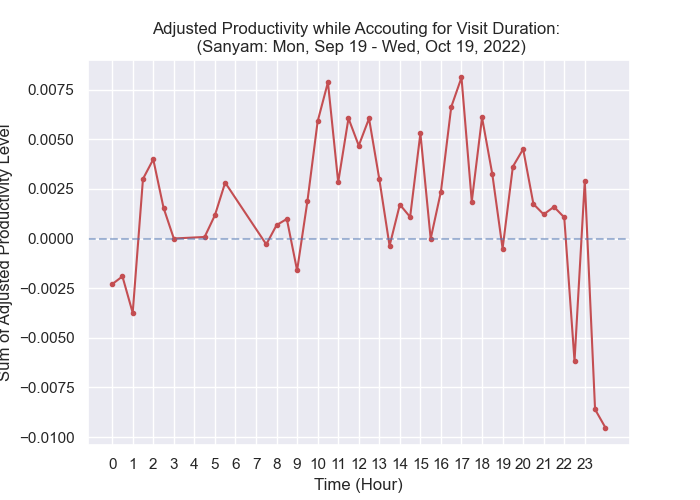 Adjusted Productivity while Accouting for Visit Duration:
(Sanyam: Mon, Sep 19 - Wed, Oct 19, 2022)
Sum of Adjusted Productivity Level
0.0075
0.0050
0.0025
0.0000
−0.0025
−0.0050
−0.0075
−0.0100
0 1 2 3 4 5 6 7 8 9 10 11 12 13 14 15 16 17 18 19 20 21 22 23
Time (Hour)